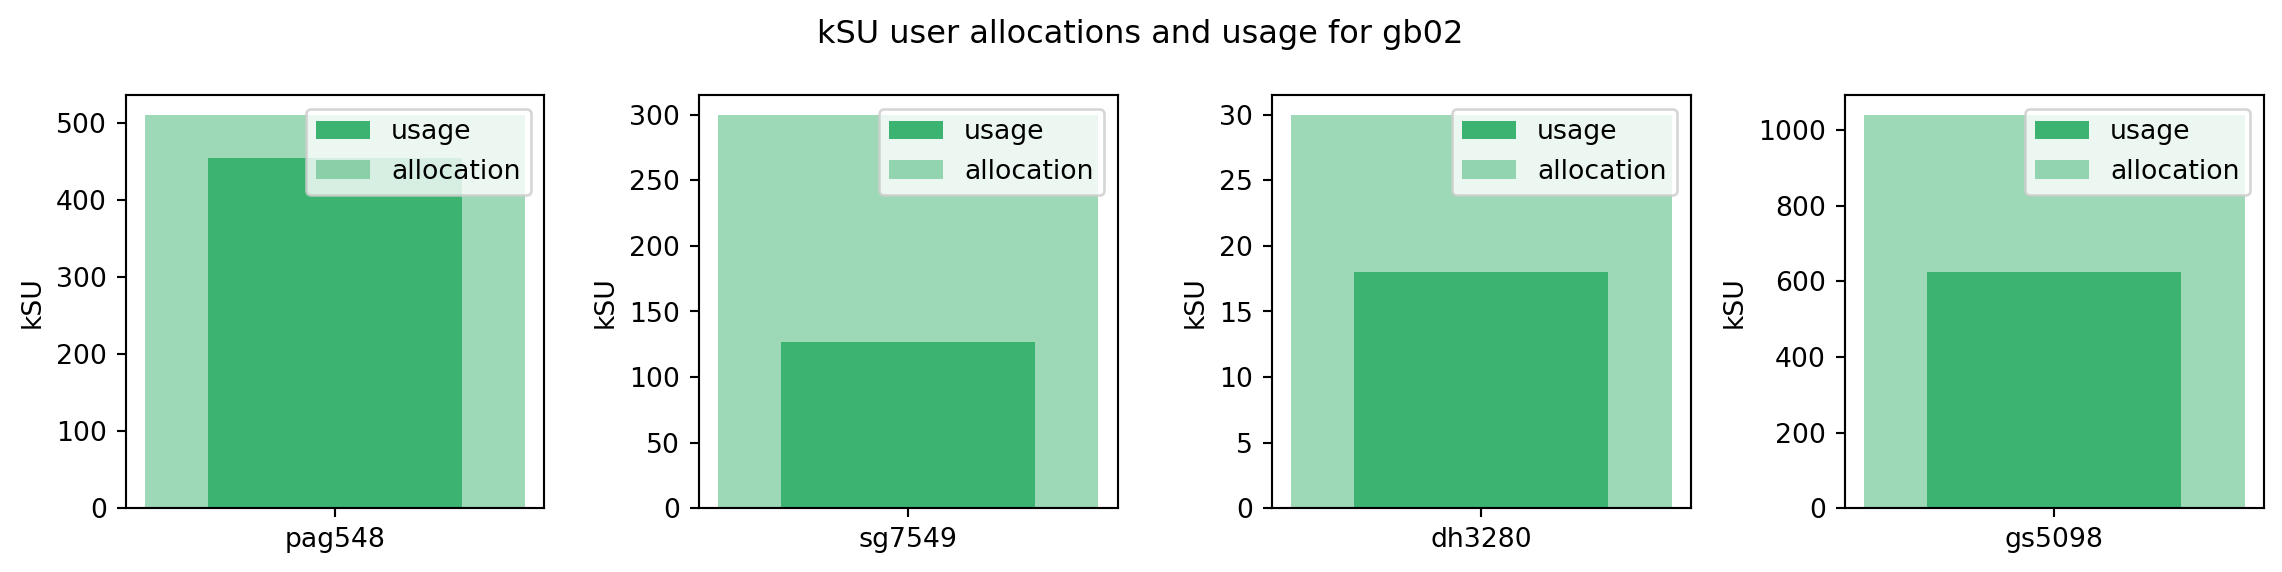 kSU user allocations and usage for gb02
kSU
500
400
300
200
100
0
usage
allocation
pag548
kSU
300
250
200
150
100
50
0
usage
allocation
sg7549
kSU
30
25
20
15
10
5
0
usage
allocation
dh3280
kSU
1000
800
600
400
200
0
usage
allocation
gs5098